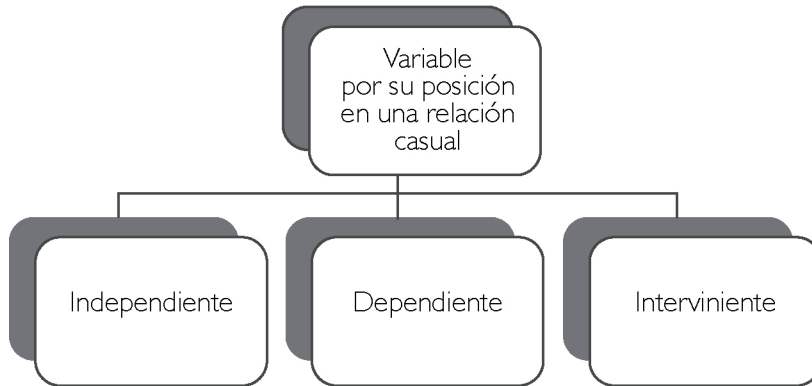 Variable
por su posición
en una relación
casual
Independiente
Dependiente
Interviniente